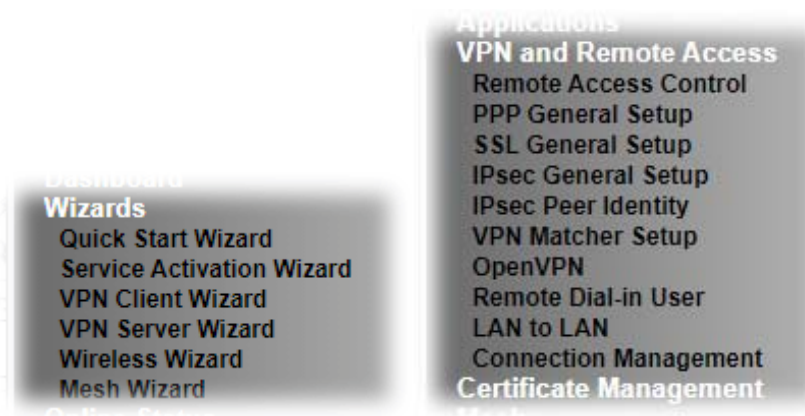 Dashboard
Wizards
Quick Start Wizard
Service Activation Wizard
VPN Client Wizard
VPN Server Wizard
Wireless Wizard
Mesh Wizard
Online Status
Applications
VPN and Remote Access
Remote Access Control
PPP General Setup
SSL General Setup
IPsec General Setup
IPsec Peer Identity
VPN Matcher Setup
OpenVPN
Remote Dial-in User
LAN to LAN
Connection Management
Certificate Management